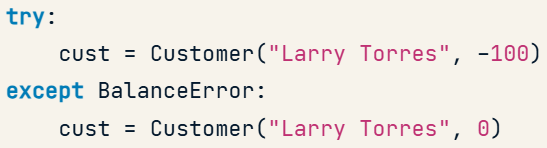 try:
    cust = Customer("Larry Torres", -100)
except BalanceError:
    cust = Customer("Larry Torres", 0)